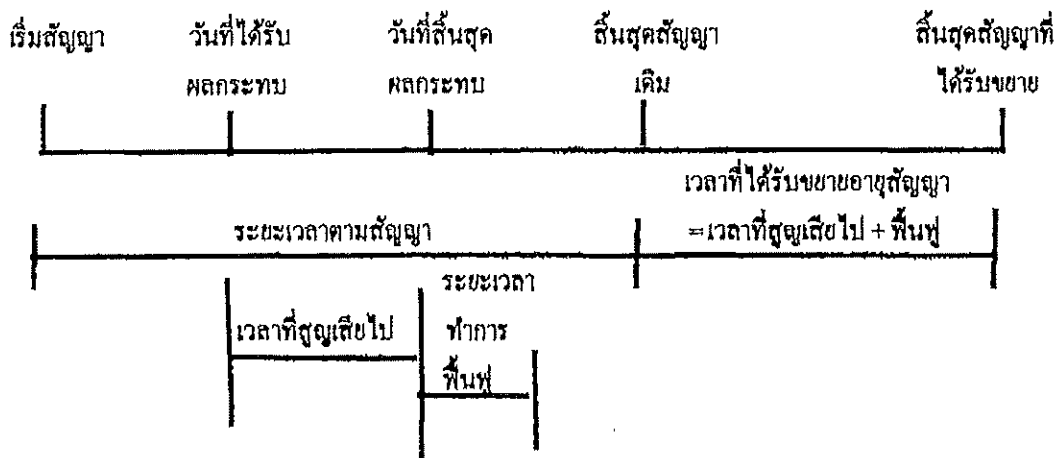 เริ่มสัญญา วันที่ได้รับ วันที่สิ้นสุด สิ้นสุดสัญญา สิ้นสุดสัญญาที่
ผลกระทบ ผลกระทบ เดิม ได้รับขยาย
เวลาที่ได้รับขยายอายุสัญญา
ระยะเวลาตามสัญญา =เวลาที่สูญเสียไป + ฟื้นฟู
ระยะเวลา
เวลาที่สูญเสียไป ทำการ
ฟื้นฟู